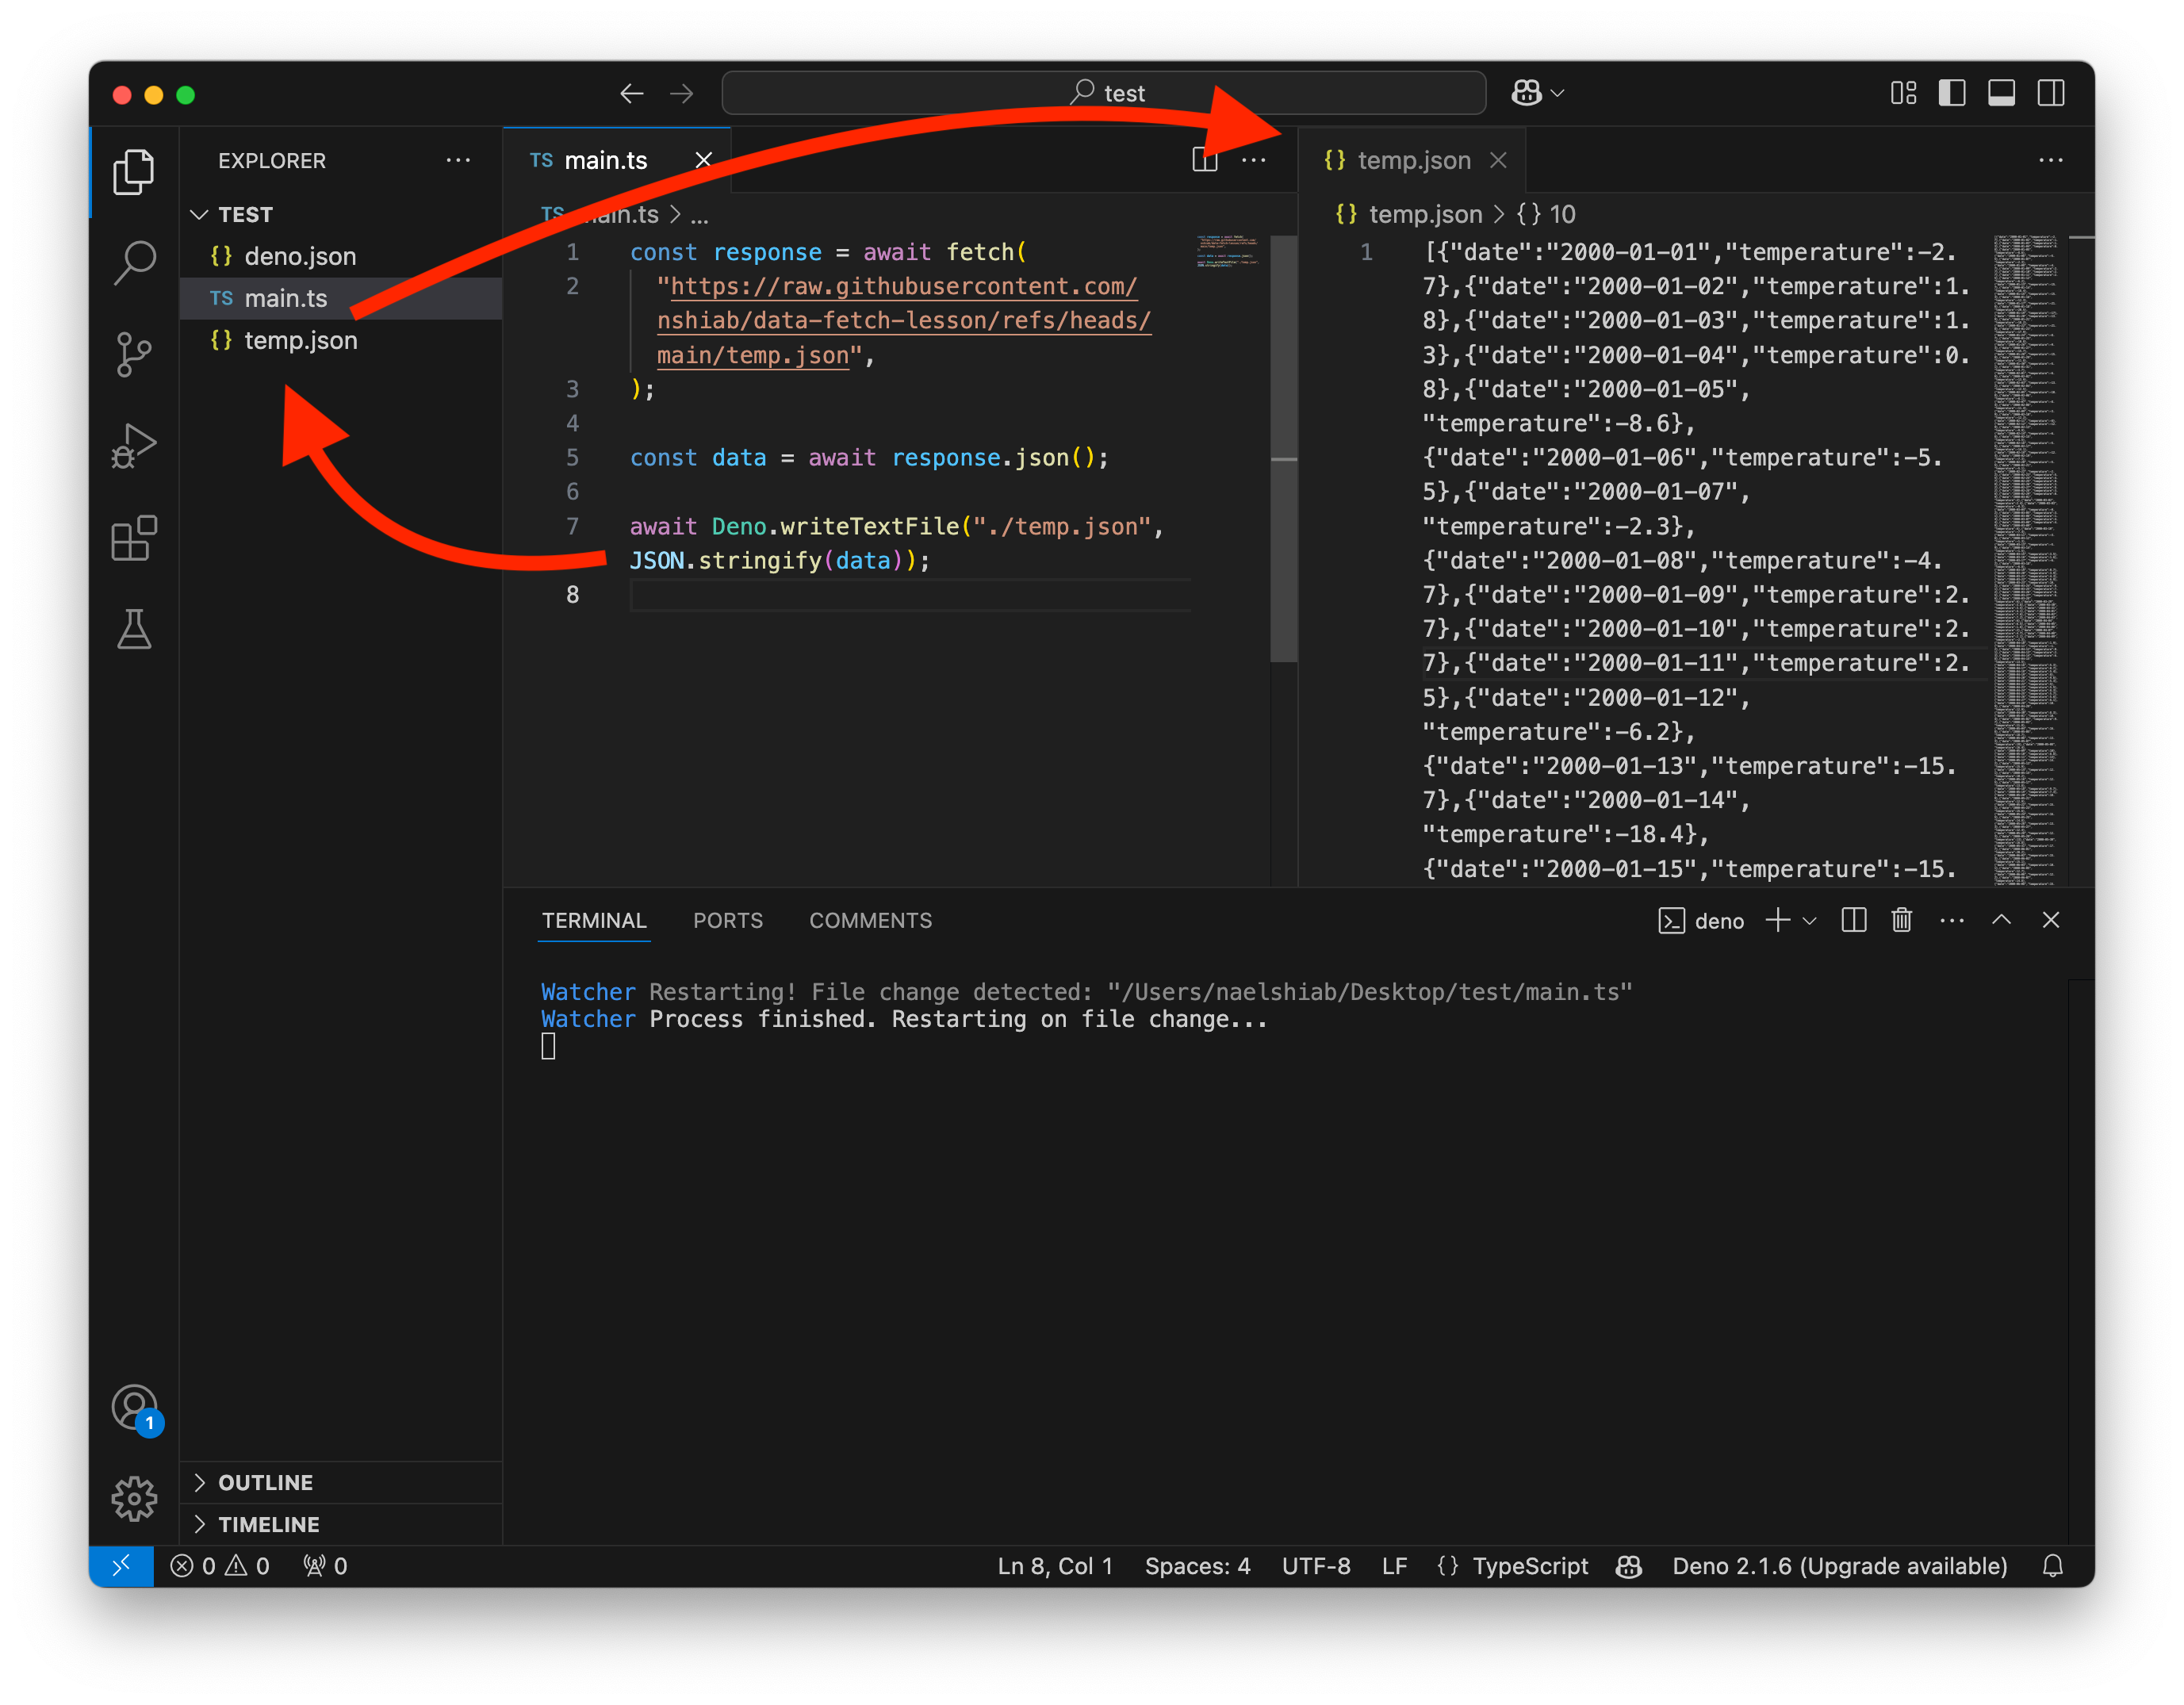 test
EXPLORER
TEST
deno.json
TS main.ts
temp.json
OUTLINE
TIMELINE
TS main.ts
TS main.ts > ...
1 const response = await fetch(
2 "https://raw.githubusercontent.com/
nshiab/data-fetch-lesson/refs/heads/
main/temp.json",
3 );
4
5 const data = await response.json();
6
7 await Deno.writeTextFile("./temp.json",
JSON.stringify(data));
8
{} temp.json
{} temp.json > {} 10
1 [{"date":"2000-01-01","temperature":-2.
7},{"date":"2000-01-02","temperature":1.
8},{"date":"2000-01-03","temperature":1.
3},{"date":"2000-01-04","temperature":0.
8},{"date":"2000-01-05",
"temperature":-8.6},
{"date":"2000-01-06","temperature":-5.
5},{"date":"2000-01-07",
"temperature":-2.3},
{"date":"2000-01-08","temperature":-4.
7},{"date":"2000-01-09","temperature":2.
7},{"date":"2000-01-10","temperature":2.
7},{"date":"2000-01-11","temperature":2.
5},{"date":"2000-01-12",
"temperature":-6.2},
{"date":"2000-01-13","temperature":-15.
7},{"date":"2000-01-14",
"temperature":-18.4},
{"date":"2000-01-15","temperature":-15.
TERMINAL PORTS COMMENTS
deno
Watcher Restarting! File change detected: "/Users/naelshiab/Desktop/test/main.ts"
Watcher Process finished. Restarting on file change...
1
0 0 0
Ln 8, Col 1 Spaces: 4 UTF-8 LF {} TypeScript Deno 2.1.6 (Upgrade available)